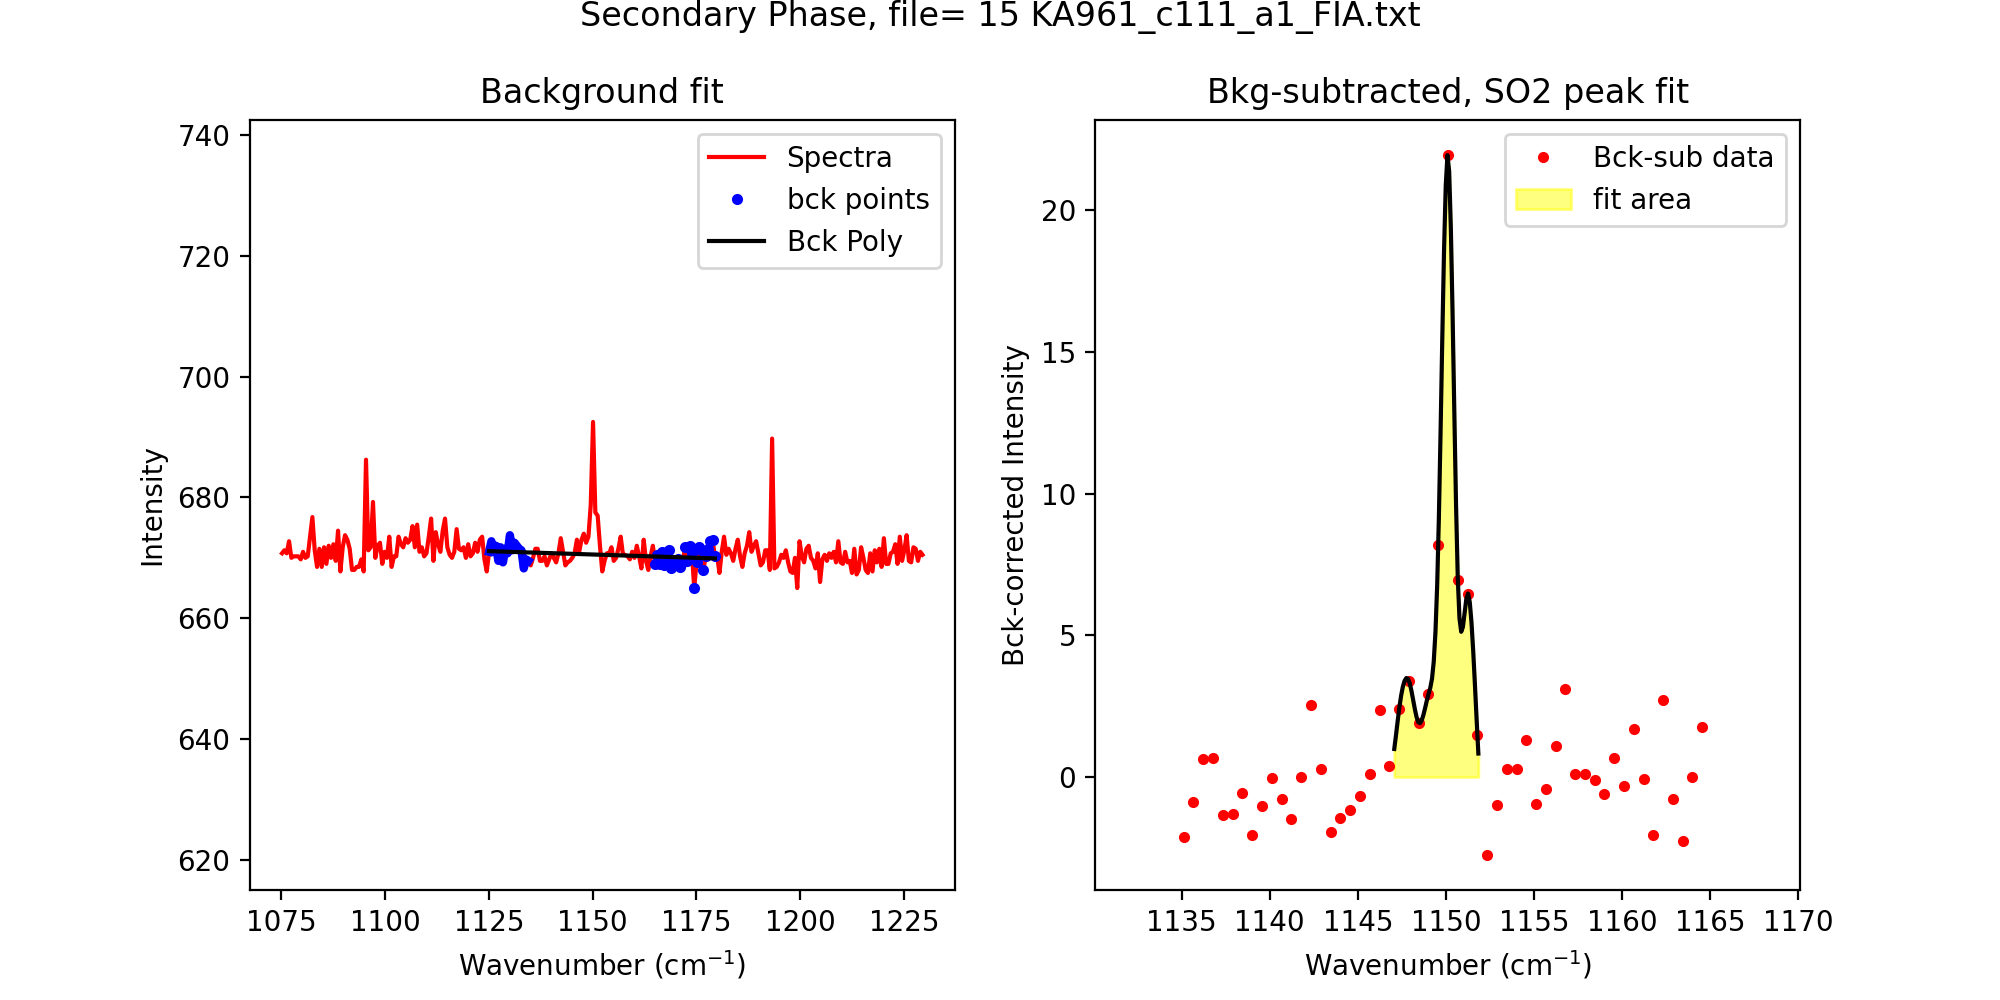 Secondary Phase, file= 15 KA961_c111_a1_FIA.txt
Background fit
740
720
700
680
660
640
620
Intensity
Spectra
bck points
Bck Poly
1075 1100 1125 1150 1175 1200 1225
Wavenumber (cm⁻¹)
Bkg-subtracted, SO2 peak fit
20
15
10
5
0
Bck-corrected Intensity
Bck-sub data
fit area
1135 1140 1145 1150 1155 1160 1165 1170
Wavenumber (cm⁻¹)